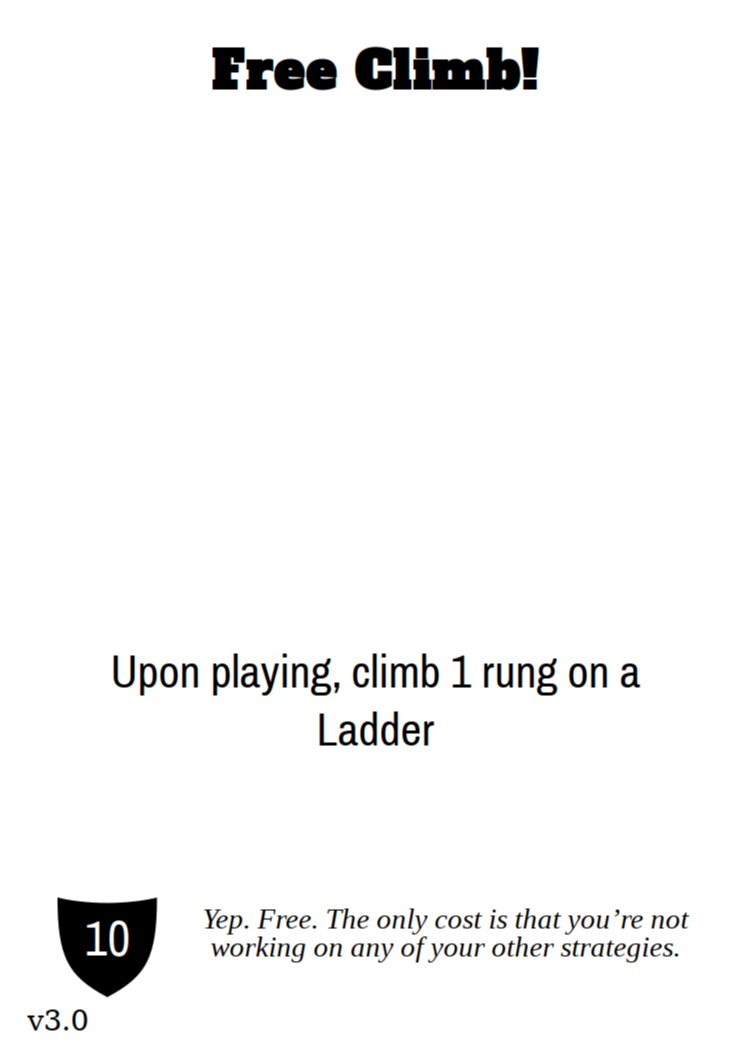 Free Climb!
Upon playing, climb 1 rung on a
Ladder
10
Yep. Free. The only cost is that you’re not
working on any of your other strategies.
v3.0